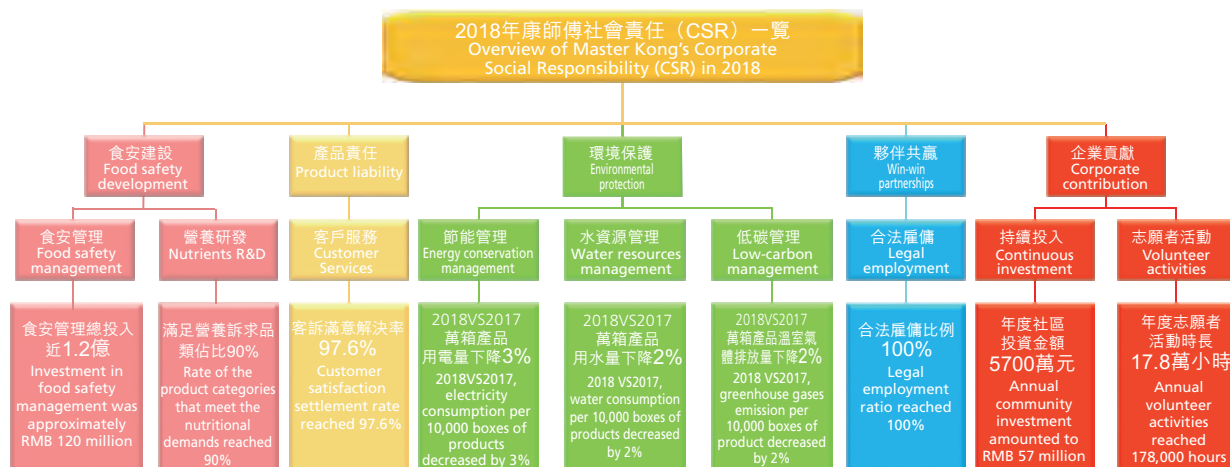 2018年康師傅社會責任（CSR）一覽
Overview of Master Kong's Corporate
Social Responsibility (CSR) in 2018
食安建設
Food safety
development
產品責任
Product liability
環境保護
Environmental
protection
夥伴共贏
Win-win
partnerships
企業貢獻
Corporate
contribution
食安管理
Food safety
management
營養研發
Nutrients R&D
客戶服務
Customer
Services
節能管理
Energy conservation
management
水資源管理
Water resources
management
低碳管理
Low-carbon
management
合法雇傭
Legal
employment
持續投入
Continuous
investment
志願者活動
Volunteer
activities
食安管理總投入
近1.2億
Investment in
food safety
management was
approximately
RMB 120 million
滿足營養訴求品
類佔比90%
Rate of the
product categories
that meet the
nutritional
demands reached
90%
客訴滿意解決率
97.6%
Customer
satisfaction
settlement rate
reached 97.6%
2018VS2017
萬箱產品
用電量下降3%
2018VS2017,
electricity
consumption per
10,000 boxes of
products
decreased by 3%
2018VS2017
萬箱產品
用水量下降2%
2018 VS2017,
water consumption
per 10,000 boxes of
products decreased
by 2%
2018VS2017
萬箱產品溫室氣
體排放量下降2%
2018 VS2017,
greenhouse gases
emission per
10,000 boxes of
product decreased
by 2%
合法雇傭比例
100%
Legal
employment
ratio reached
100%
年度社區
投資金額
5700萬元
Annual
community
investment
amounted to
RMB 57 million
年度志願者
活動時長
17.8萬小時
Annual
volunteer
activities
reached
178,000 hours